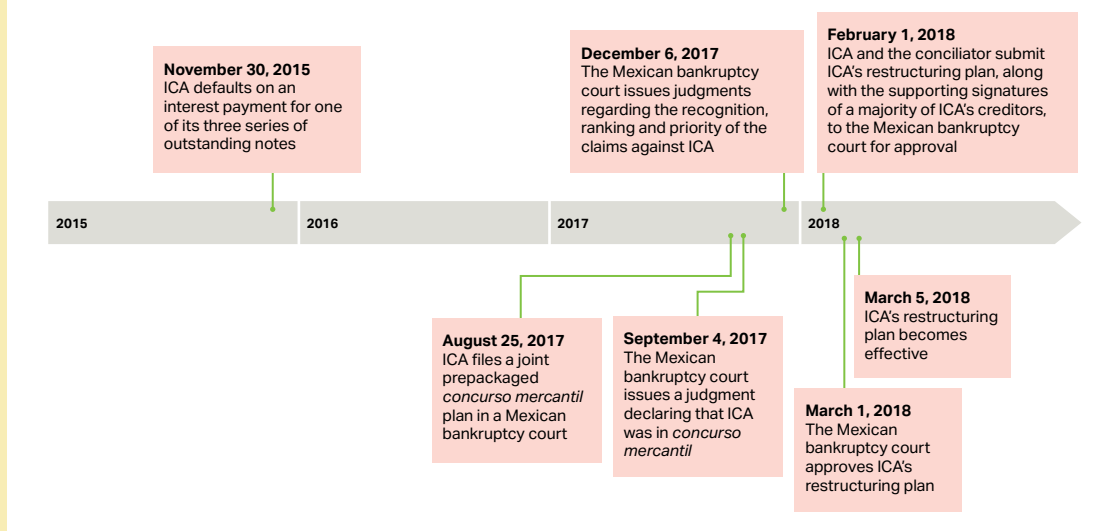 November 30, 2015
ICA defaults on an
interest payment for one
of its three series of
outstanding notes
December 6, 2017
The Mexican bankruptcy
court issues judgments
regarding the recognition,
ranking and priority of the
claims against ICA
February 1, 2018
ICA and the conciliator submit
ICA's restructuring plan, along
with the supporting signatures
of a majority of ICA's creditors,
to the Mexican bankruptcy
court for approval
2015
2016
2017
2018
August 25, 2017
ICA files a joint
prepackaged
concurso mercantil
plan in a Mexican
bankruptcy court
September 4, 2017
The Mexican
bankruptcy court
issues a judgment
declaring that ICA
was in concurso
mercantil
March 5, 2018
ICA's restructuring
plan becomes
effective
March 1, 2018
The Mexican
bankruptcy court
approves ICA's
restructuring plan